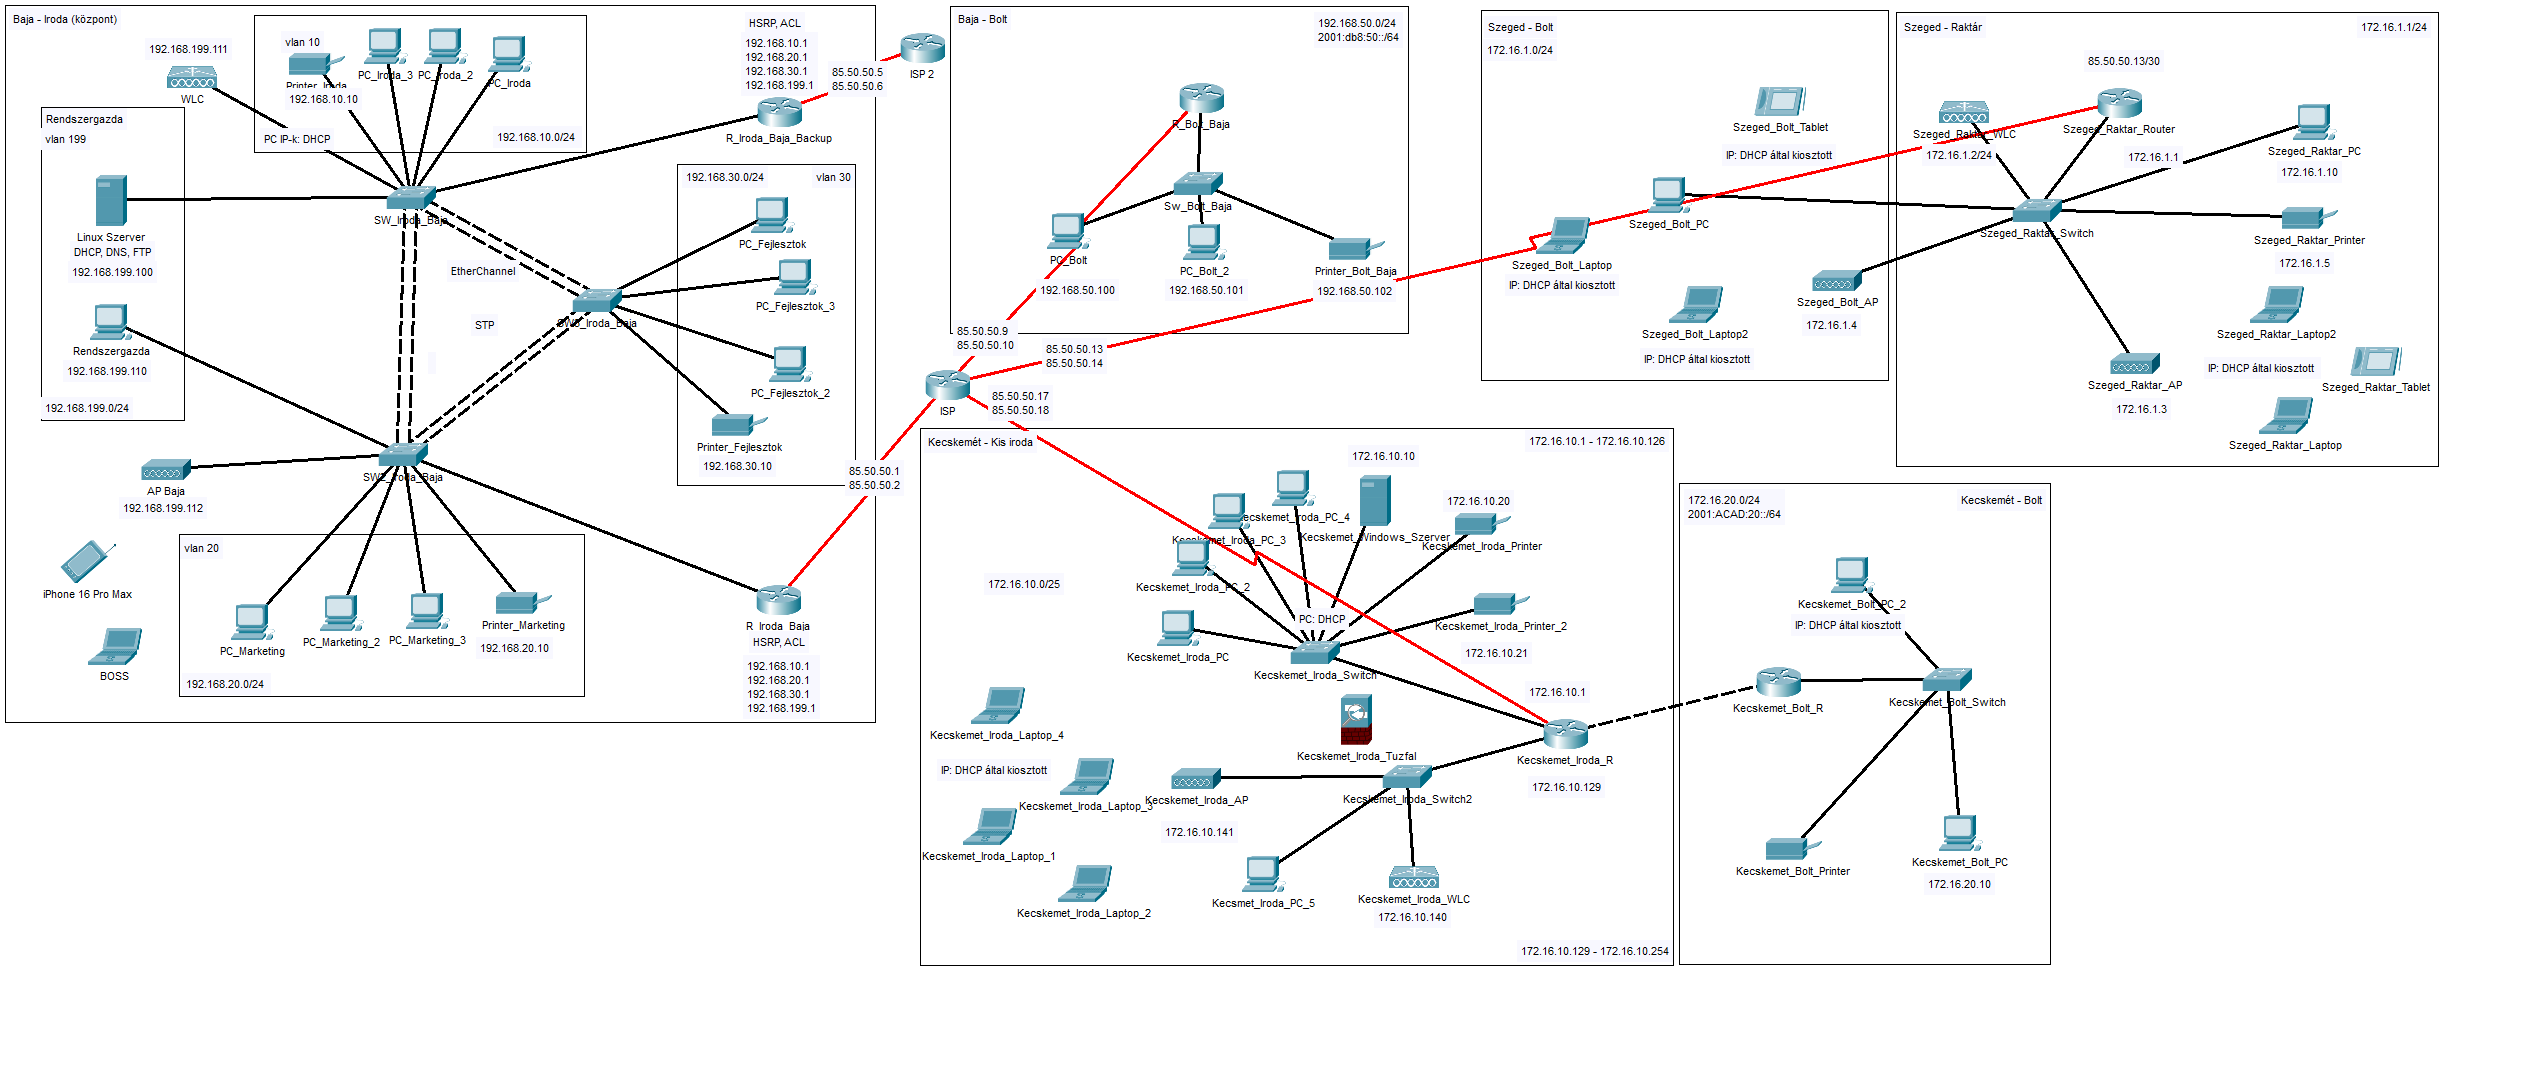 Baja - Iroda (központ)
192.168.199.111
WLC
vlan 10
Printer_Iroda
192.168.10.10
PC_Iroda_3
PC_Iroda_2
PC_Iroda
PC IP-k: DHCP
192.168.10.0/24
HSRP, ACL
192.168.10.1
192.168.20.1
192.168.30.1
192.168.199.1
R_Iroda_Baja_Backup
85.50.50.5
85.50.50.6
ISP 2
Rendszergazda
vlan 199
Linux Szerver
DHCP, DNS, FTP
192.168.199.100
Rendszergazda
192.168.199.110
192.168.199.0/24
SW_Iroda_Baja
EtherChannel
STP
SW3_Iroda_Baja
192.168.30.0/24
vlan 30
PC_Fejlesztok
PC_Fejlesztok_3
PC_Fejlesztok_2
Printer_Fejlesztok
192.168.30.10
SW2_Iroda_Baja
AP Baja
192.168.199.112
iPhone 16 Pro Max
BOSS
vlan 20
PC_Marketing
PC_Marketing_2
PC_Marketing_3
Printer_Marketing
192.168.20.10
192.168.20.0/24
85.50.50.1
85.50.50.2
R_Iroda_Baja
HSRP, ACL
192.168.10.1
192.168.20.1
192.168.30.1
192.168.199.1
Baja - Bolt
192.168.50.0/24
2001:db8:50::/64
R_Bolt_Baja
Sw_Bolt_Baja
PC_Bolt
192.168.50.100
PC_Bolt_2
192.168.50.101
Printer_Bolt_Baja
192.168.50.102
85.50.50.9
85.50.50.10
85.50.50.13
85.50.50.14
ISP
85.50.50.17
85.50.50.18
Szeged - Bolt
172.16.1.0/24
Szeged_Bolt_Tablet
IP: DHCP által kiosztott
Szeged_Bolt_PC
Szeged_Bolt_Laptop
IP: DHCP által kiosztott
Szeged_Bolt_AP
172.16.1.4
Szeged_Bolt_Laptop2
IP: DHCP által kiosztott
Szeged - Raktár
172.16.1.1/24
85.50.50.13/30
Szeged_Raktar_WLC
172.16.1.2/24
Szeged_Raktar_Router
172.16.1.1
Szeged_Raktar_PC
172.16.1.10
Szeged_Raktar_Switch
Szeged_Raktar_Printer
172.16.1.5
Szeged_Raktar_Laptop2
IP: DHCP által kiosztott
Szeged_Raktar_Tablet
Szeged_Raktar_AP
172.16.1.3
Szeged_Raktar_Laptop
Kecskemét - Kis iroda
172.16.10.1 - 172.16.10.126
172.16.10.10
Kecskemet_Iroda_PC_4
Kecskemet_Iroda_PC_3
Kecskemet_Windows_Szerver
172.16.10.20
Kecskemet_Iroda_Printer
172.16.10.0/25
Kecskemet_Iroda_PC_2
PC: DHCP
Kecskemet_Iroda_PC
Kecskemet_Iroda_Printer_2
172.16.10.21
Kecskemet_Iroda_Switch
172.16.10.1
Kecskemet_Iroda_Laptop_4
IP: DHCP által kiosztott
Kecskemet_Iroda_Tuzfal
Kecskemet_Iroda_R
172.16.10.129
Kecskemet_Iroda_Laptop_3
Kecskemet_Iroda_AP
172.16.10.141
Kecskemet_Iroda_Switch2
Kecskemet_Iroda_Laptop_1
Kecskemet_Iroda_Laptop_2
Kecsmet_Iroda_PC_5
Kecskemet_Iroda_WLC
172.16.10.140
172.16.10.129 - 172.16.10.254
172.16.20.0/24
2001:ACAD:20::/64
Kecskemét - Bolt
Kecskemet_Bolt_PC_2
IP: DHCP által kiosztott
Kecskemet_Bolt_R
Kecskemet_Bolt_Switch
Kecskemet_Bolt_Printer
Kecskemet_Bolt_PC
172.16.20.10